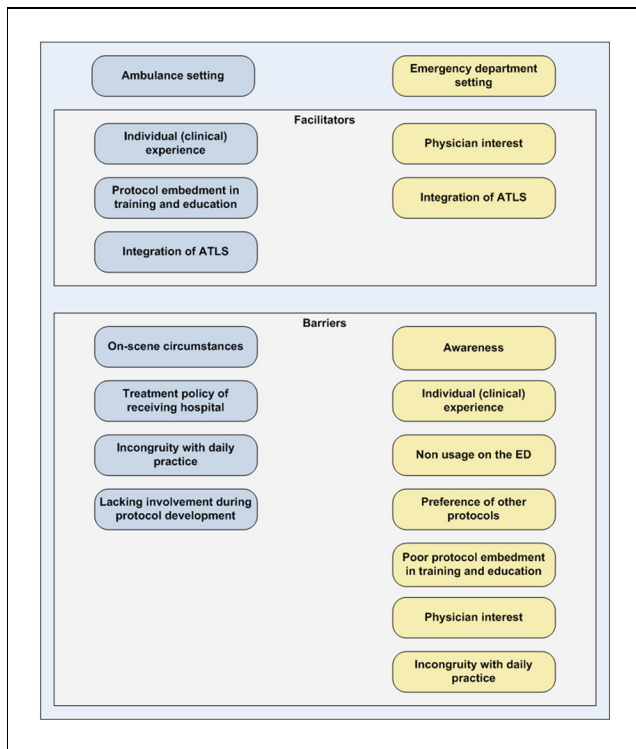 Ambulance setting
Emergency department
setting
Facilitators
Individual (clinical)
experience
Physician interest
Protocol embedment in
training and education
Integration of ATLS
Integration of ATLS
Barriers
On-scene circumstances
Awareness
Treatment policy of
receiving hospital
Individual (clinical)
experience
Incongruity with daily
practice
Non usage on the ED
Lacking involvement during
protocol development
Preference of other
protocols
Poor protocol embedment
in training and education
Physician interest
Incongruity with daily
practice